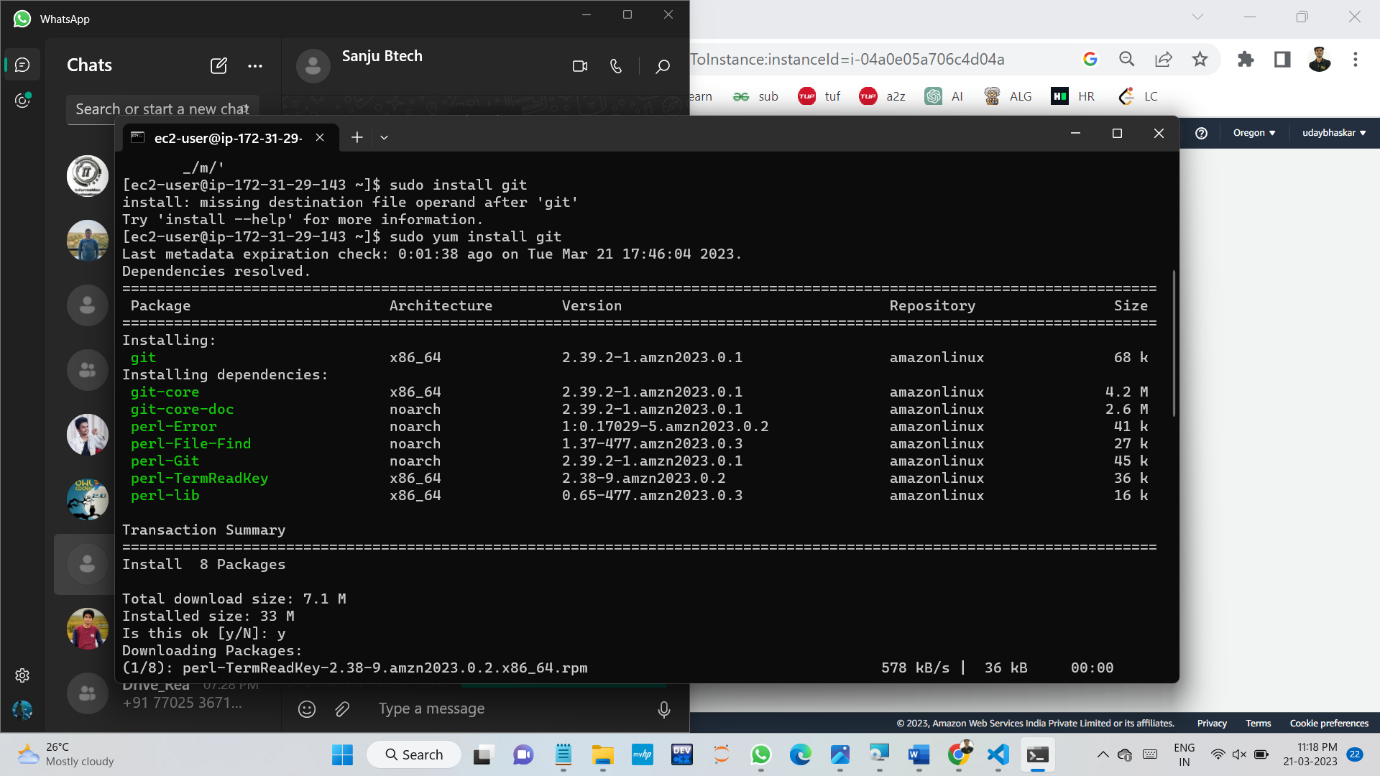 WhatsApp
Chats
Search or start a new chat
Sanju Btech
ToInstance:instanceId=i-04a0e05a706c4d04a
earn
sub
tuf
a2z
AI
ALG
HR
LC
Oregon
udaybhaskar
ec2-user@ip-172-31-29-
_/m/'
[ec2-user@ip-172-31-29-143 ~]$ sudo install git
install: missing destination file operand after 'git'
Try 'install --help' for more information.
[ec2-user@ip-172-31-29-143 ~]$ sudo yum install git
Last metadata expiration check: 0:01:38 ago on Tue Mar 21 17:46:04 2023.
Dependencies resolved.
Package Architecture Version Repository Size
Installing:
git x86_64 2.39.2-1.amzn2023.0.1 amazonlinux 68 k
Installing dependencies:
git-core x86_64 2.39.2-1.amzn2023.0.1 amazonlinux 4.2 M
git-core-doc noarch 2.39.2-1.amzn2023.0.1 amazonlinux 2.6 M
perl-Error noarch 1:0.17029-5.amzn2023.0.2 amazonlinux 41 k
perl-File-Find noarch 1.37-477.amzn2023.0.3 amazonlinux 27 k
perl-Git noarch 2.39.2-1.amzn2023.0.1 amazonlinux 45 k
perl-TermReadKey x86_64 2.38-9.amzn2023.0.2 amazonlinux 36 k
perl-lib x86_64 0.65-477.amzn2023.0.3 amazonlinux 16 k
Transaction Summary
Install 8 Packages
Total download size: 7.1 M
Installed size: 33 M
Is this ok [y/N]: y
Downloading Packages:
(1/8): perl-TermReadKey-2.38-9.amzn2023.0.2.x86_64.rpm 578 kB/s | 36 kB 00:00
Drive_Rea 07:28 PM
+91 77025 3671...
Type a message
© 2023, Amazon Web Services India Private Limited or its affiliates.
Privacy
Terms
Cookie preferences
26°C
Mostly cloudy
Search
myhp
DEV
ENG
IN
11:18 PM
21-03-2023
22